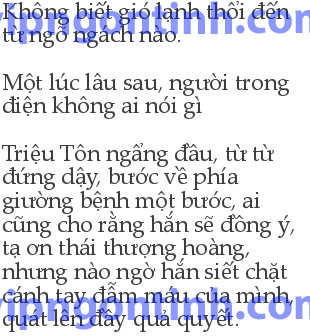 Không biết gió lạnh thổi đến
từ ngõ ngách nào.
Một lúc lâu sau, người trong
điện không ai nói gì
Triệu Tôn ngẩng đầu, từ từ
đứng dậy, bước về phía
giường bệnh một bước, ai
cũng cho rằng hắn sẽ đồng ý,
tạ ơn thái thượng hoàng,
nhưng nào ngờ hắn siết chặt
cánh tay đẫm máu của mình,
quát lên đầy quả quyết.